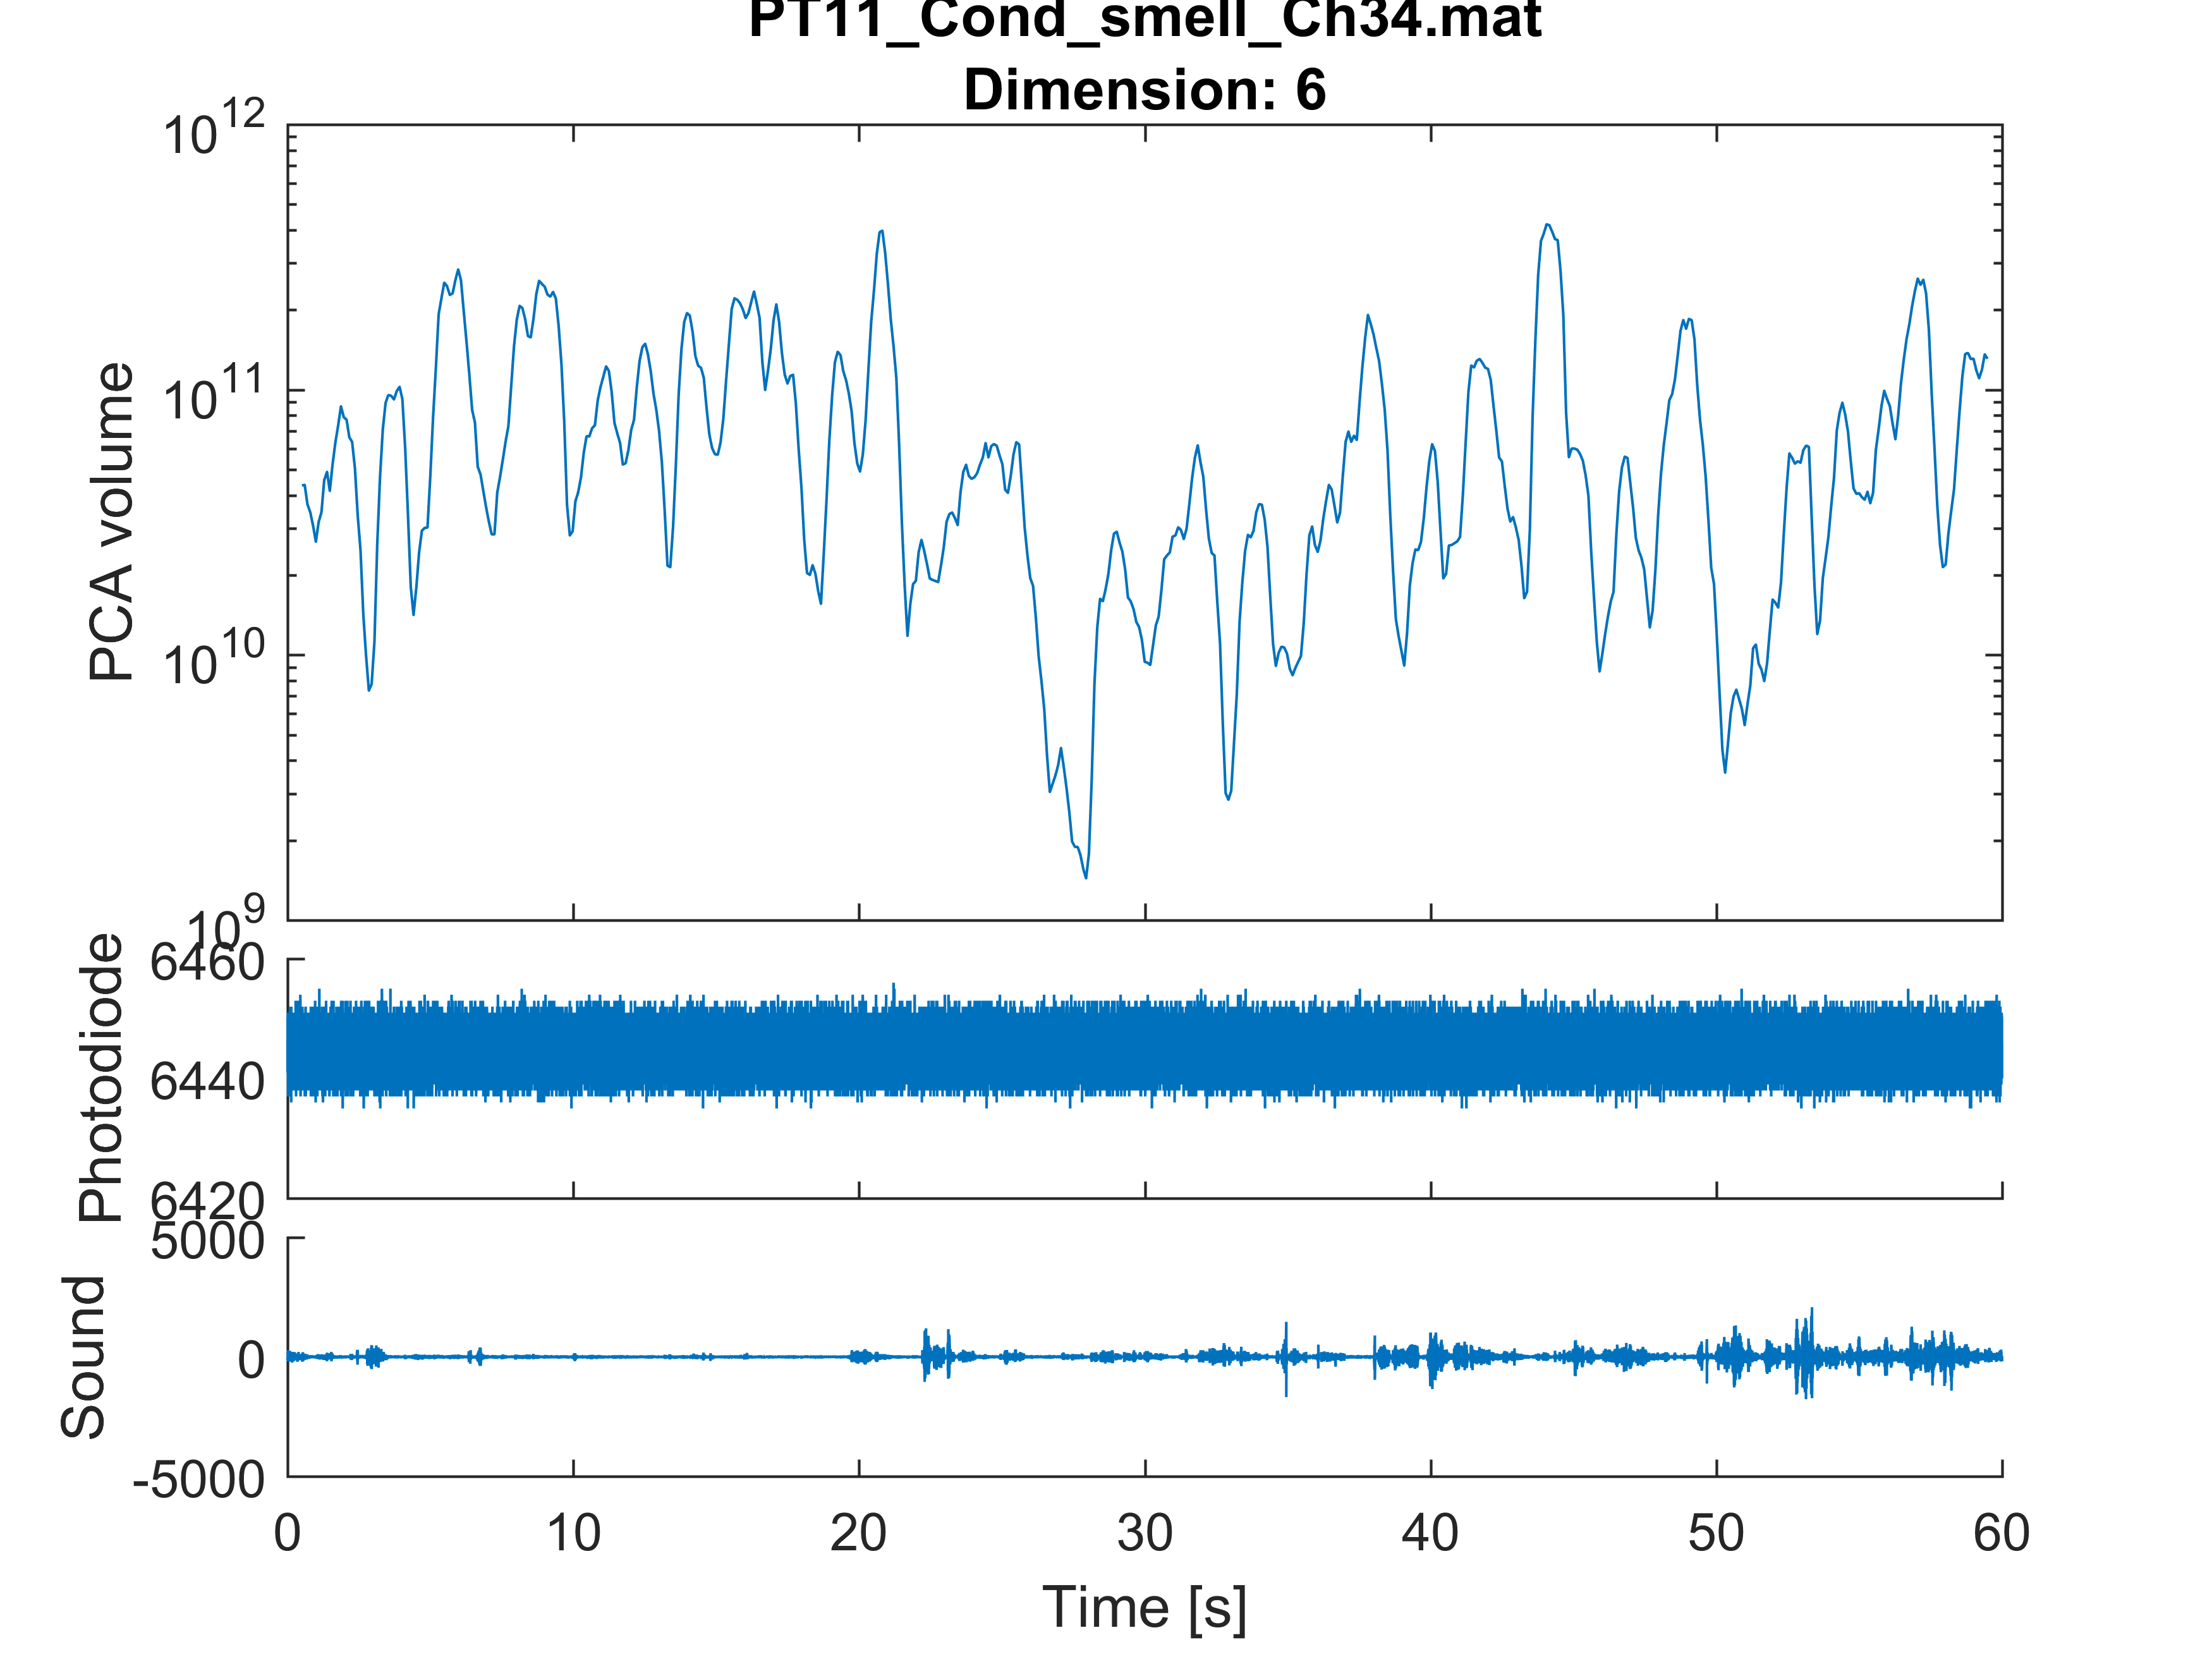 PT11_Cond_smell_Ch34.mat
Dimension: 6
10^12
10^11
10^10
10^9
PCA volume
6460
6440
6420
Photodiode
5000
0
-5000
Sound
0 10 20 30 40 50 60
Time [s]